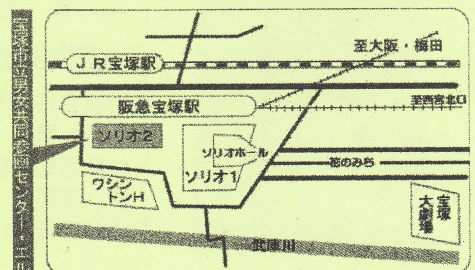 宝塚市立男女共同参画センター・エル
至大阪・梅田
JR宝塚駅
阪急宝塚駅
至西宮北口
ソリオ2
ソリオホール
ソリオ1
花のみち
ワシン
トンH
宝塚
大劇場
武庫川